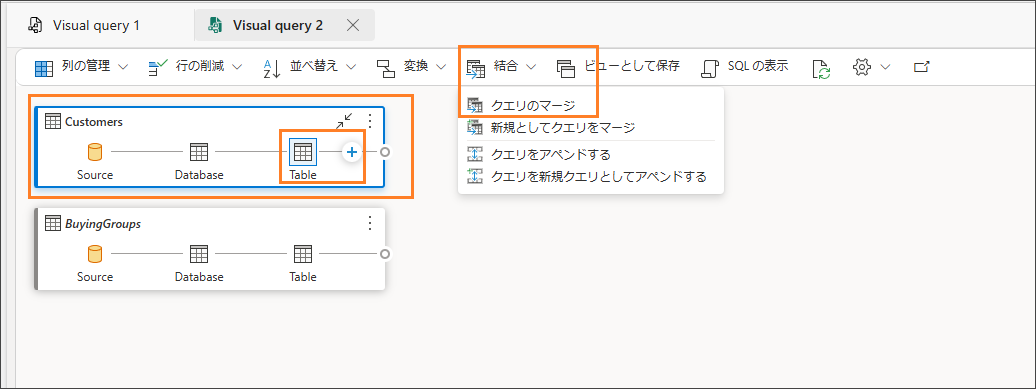 Visual query 1
Visual query 2
列の管理 行の削減 並べ替え 変換 結合 ビューとして保存 SQL の表示
クエリのマージ
新規としてクエリをマージ
クエリをアペンドする
クエリを新規クエリとしてアペンドする
Customers
Source Database Table
BuyingGroups
Source Database Table